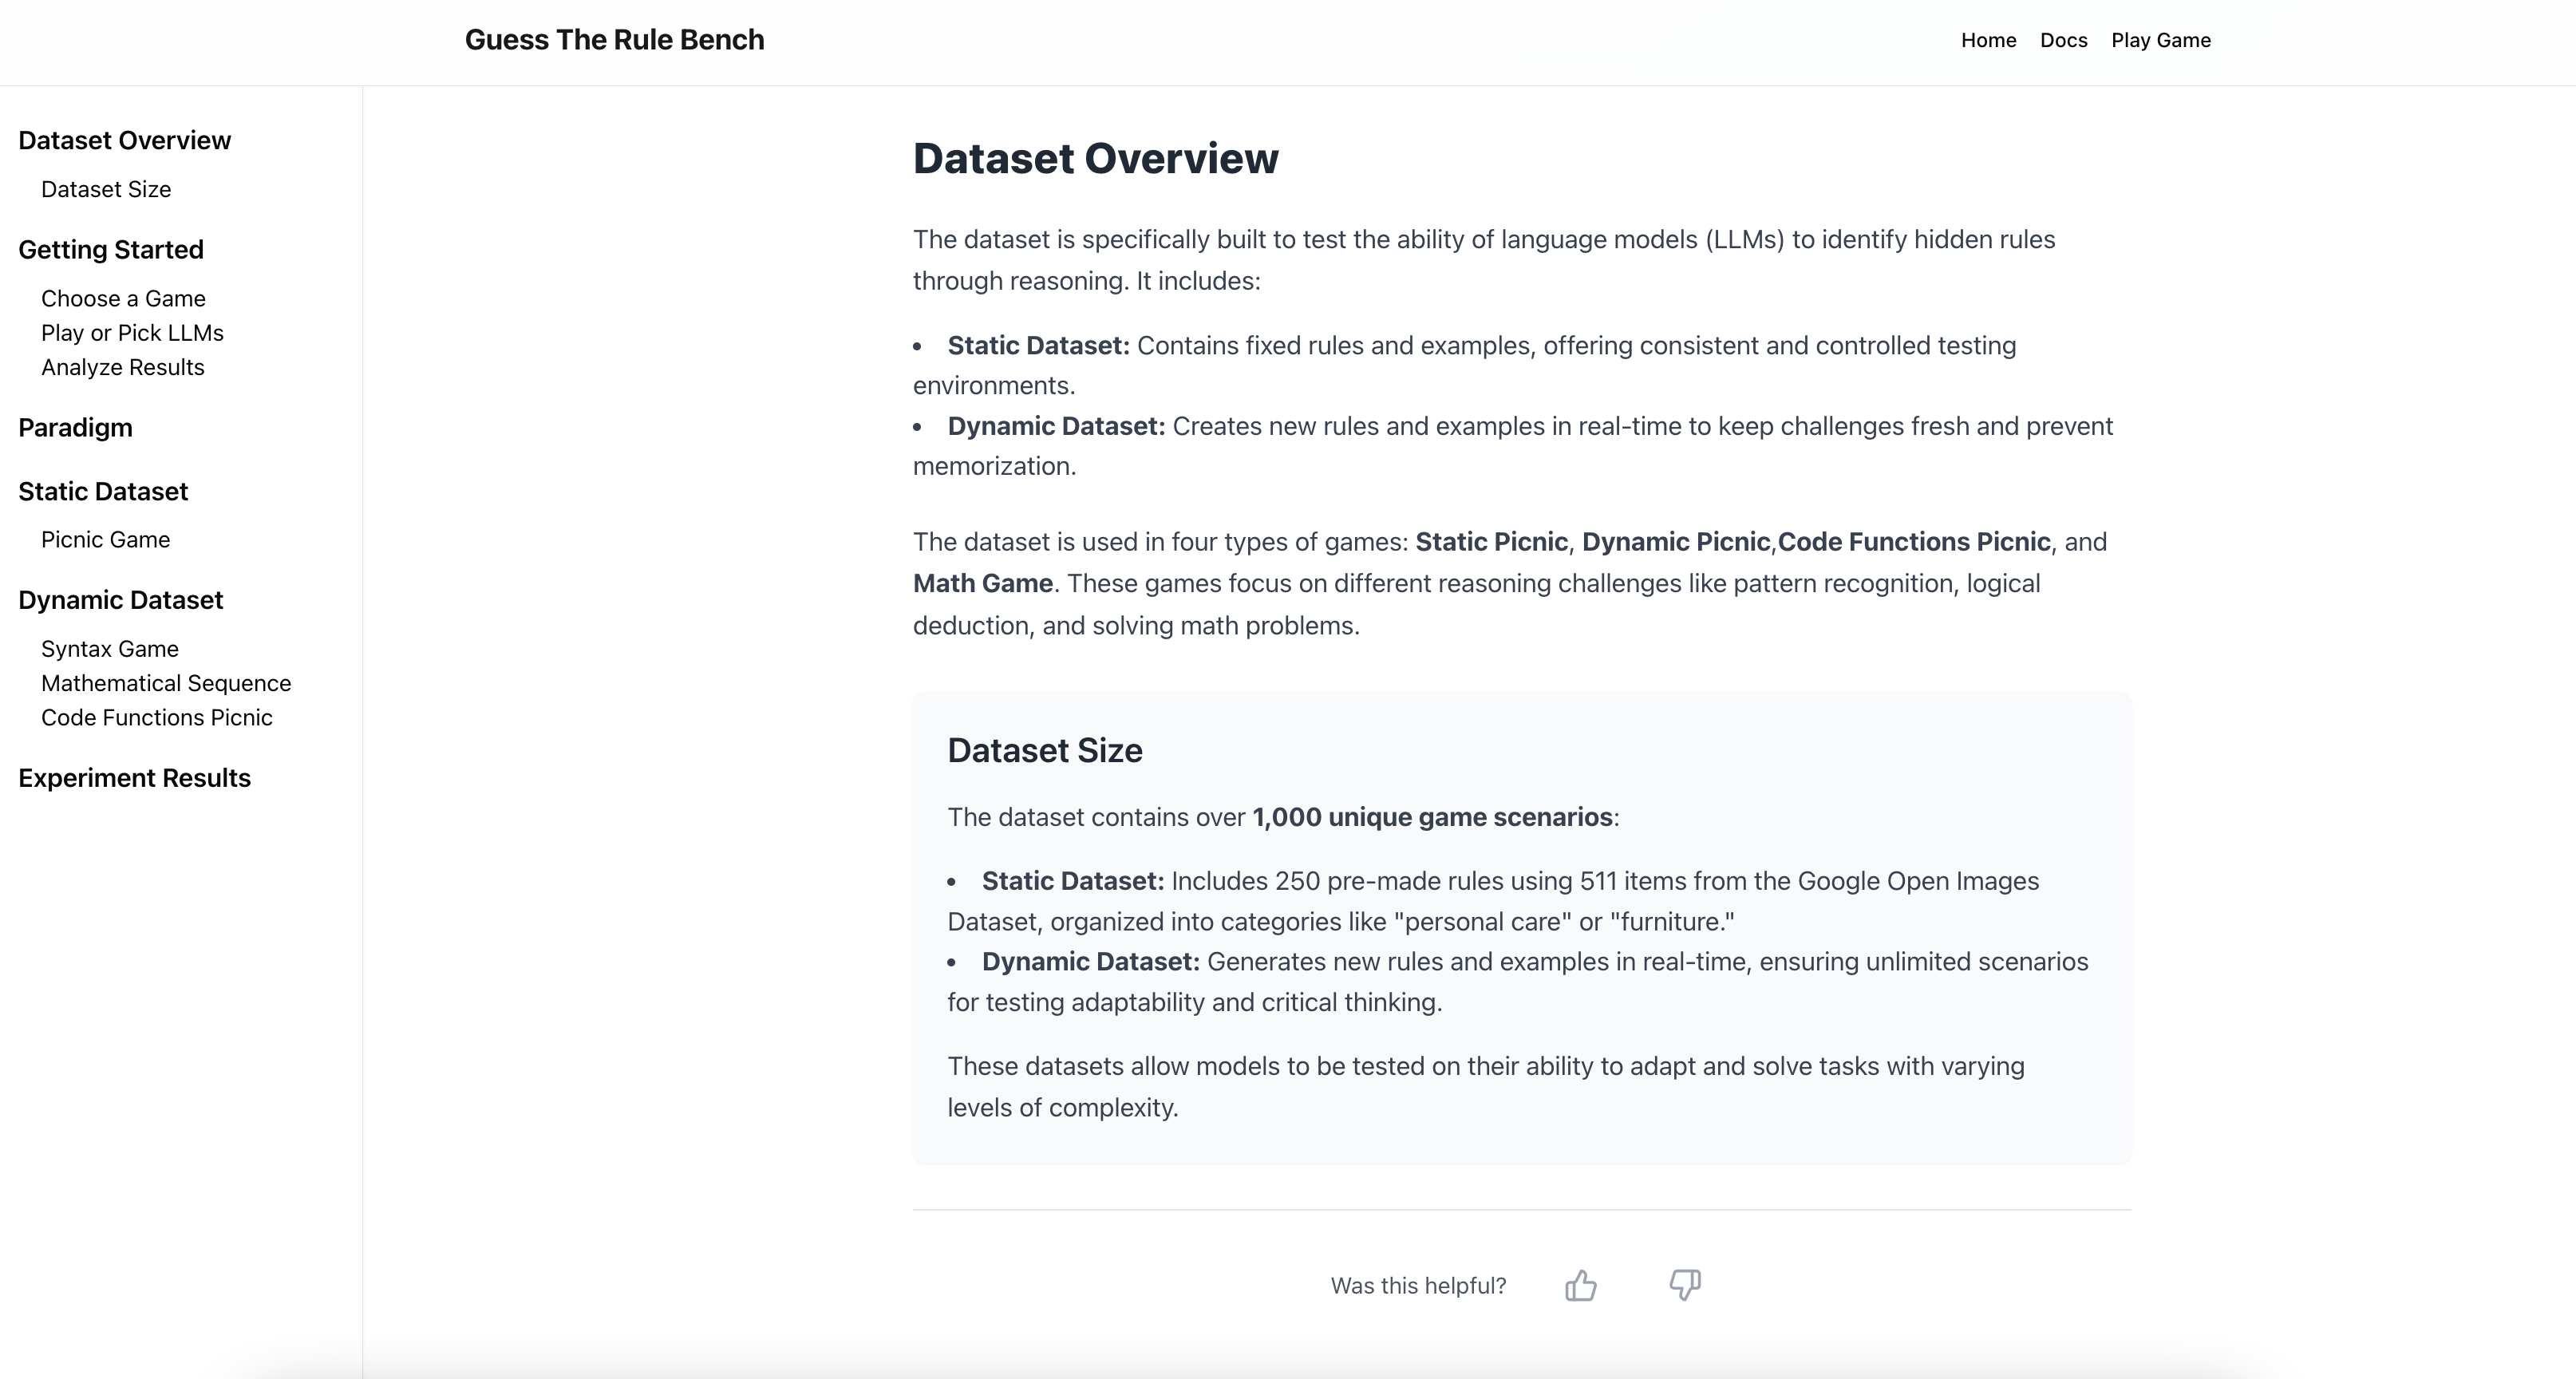 Guess The Rule Bench
Home
Docs
Play Game
Dataset Overview
Dataset Size
Getting Started
Choose a Game
Play or Pick LLMs
Analyze Results
Paradigm
Static Dataset
Picnic Game
Dynamic Dataset
Syntax Game
Mathematical Sequence
Code Functions Picnic
Experiment Results
Dataset Overview
The dataset is specifically built to test the ability of language models (LLMs) to identify hidden rules
through reasoning. It includes:
• Static Dataset: Contains fixed rules and examples, offering consistent and controlled testing
environments.
• Dynamic Dataset: Creates new rules and examples in real-time to keep challenges fresh and prevent
memorization.
The dataset is used in four types of games: Static Picnic, Dynamic Picnic,Code Functions Picnic, and
Math Game. These games focus on different reasoning challenges like pattern recognition, logical
deduction, and solving math problems.
Dataset Size
The dataset contains over 1,000 unique game scenarios:
• Static Dataset: Includes 250 pre-made rules using 511 items from the Google Open Images
Dataset, organized into categories like "personal care" or "furniture."
• Dynamic Dataset: Generates new rules and examples in real-time, ensuring unlimited scenarios
for testing adaptability and critical thinking.
These datasets allow models to be tested on their ability to adapt and solve tasks with varying
levels of complexity.
Was this helpful?